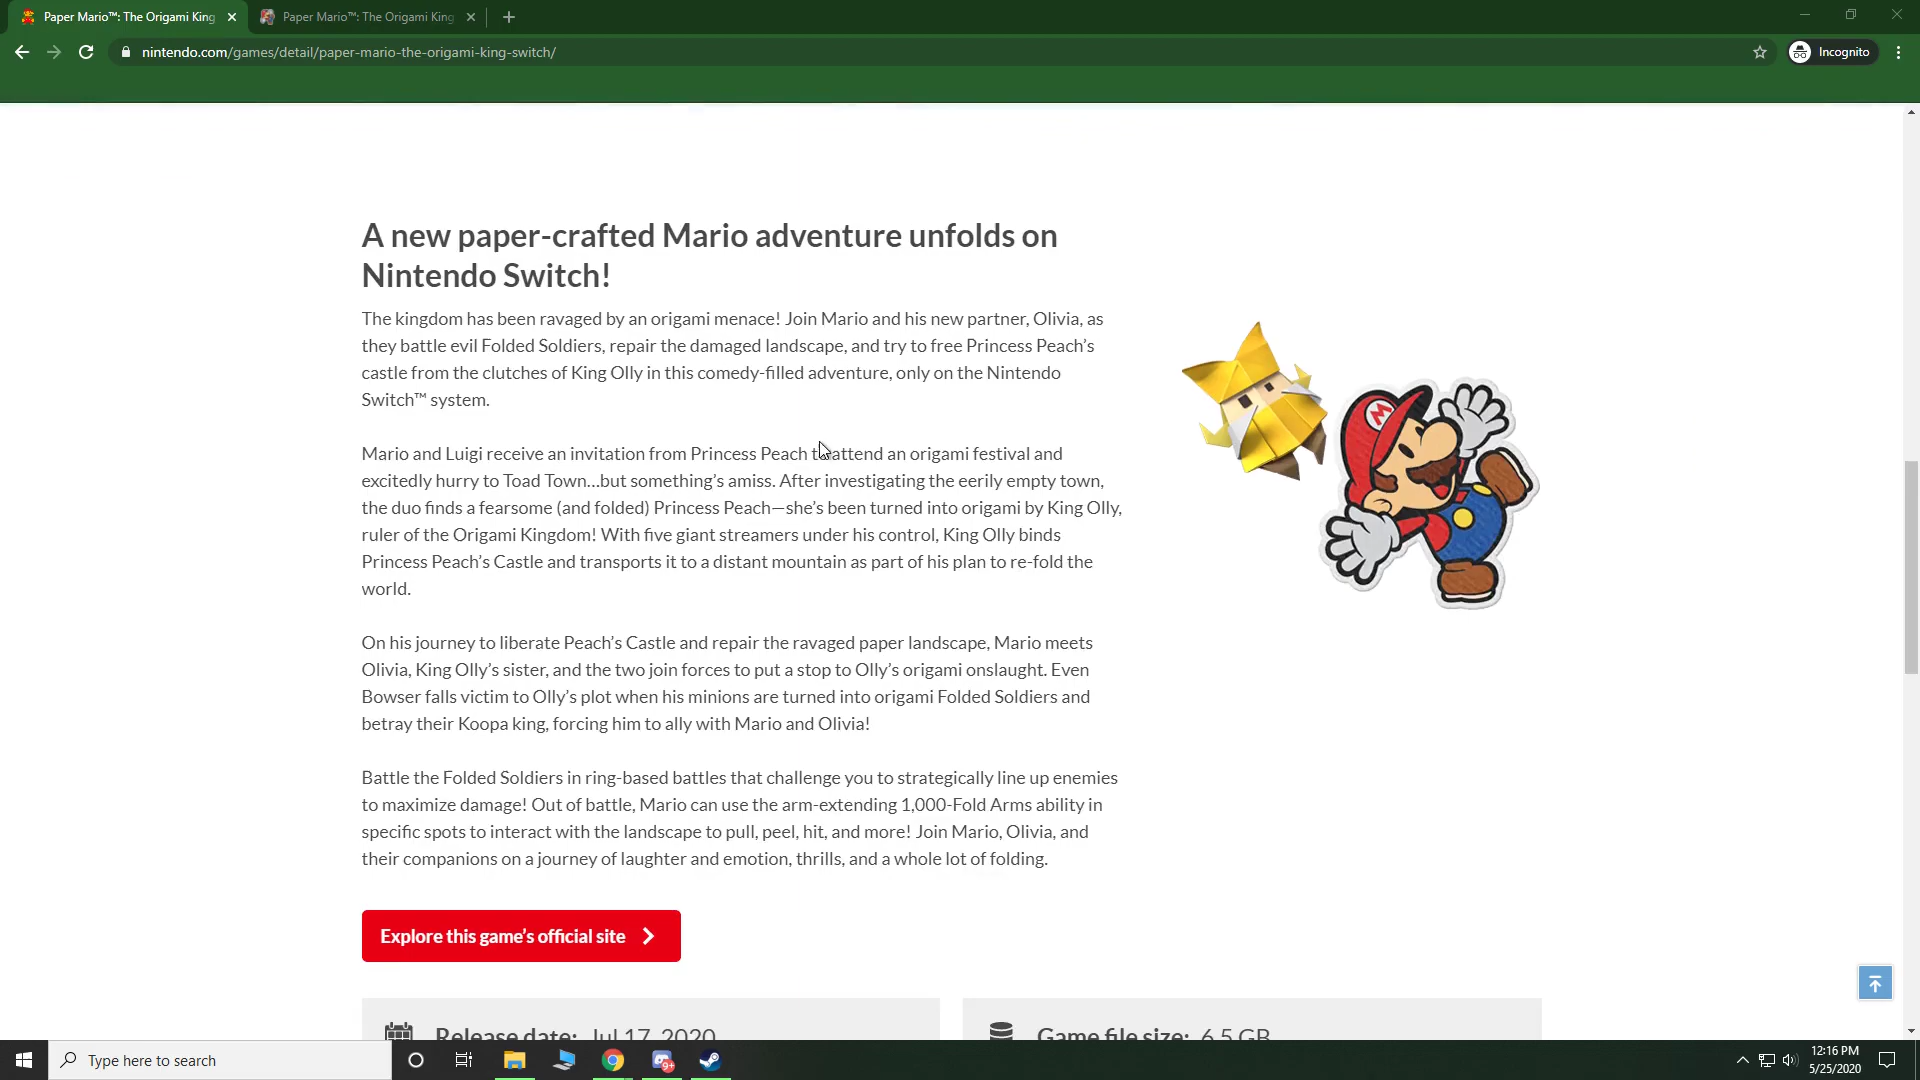 Paper Mario™: The Origami King
Paper Mario™: The Origami King
nintendo.com/games/detail/paper-mario-the-origami-king-switch/
Incognito
A new paper-crafted Mario adventure unfolds on
Nintendo Switch!
The kingdom has been ravaged by an origami menace! Join Mario and his new partner, Olivia, as
they battle evil Folded Soldiers, repair the damaged landscape, and try to free Princess Peach’s
castle from the clutches of King Olly in this comedy-filled adventure, only on the Nintendo
Switch™ system.
Mario and Luigi receive an invitation from Princess Peach to attend an origami festival and
excitedly hurry to Toad Town…but something’s amiss. After investigating the eerily empty town,
the duo finds a fearsome (and folded) Princess Peach—she’s been turned into origami by King Olly,
ruler of the Origami Kingdom! With five giant streamers under his control, King Olly binds
Princess Peach’s Castle and transports it to a distant mountain as part of his plan to re-fold the
world.
On his journey to liberate Peach’s Castle and repair the ravaged paper landscape, Mario meets
Olivia, King Olly’s sister, and the two join forces to put a stop to Olly’s origami onslaught. Even
Bowser falls victim to Olly’s plot when his minions are turned into origami Folded Soldiers and
betray their Koopa king, forcing him to ally with Mario and Olivia!
Battle the Folded Soldiers in ring-based battles that challenge you to strategically line up enemies
to maximize damage! Out of battle, Mario can use the arm-extending 1,000-Fold Arms ability in
specific spots to interact with the landscape to pull, peel, hit, and more! Join Mario, Olivia, and
their companions on a journey of laughter and emotion, thrills, and a whole lot of folding.
M
Explore this game’s official site
Release date: Jul 17, 2020
Game file size: 6.5 GB
Type here to search
9+
12:16 PM
5/25/2020